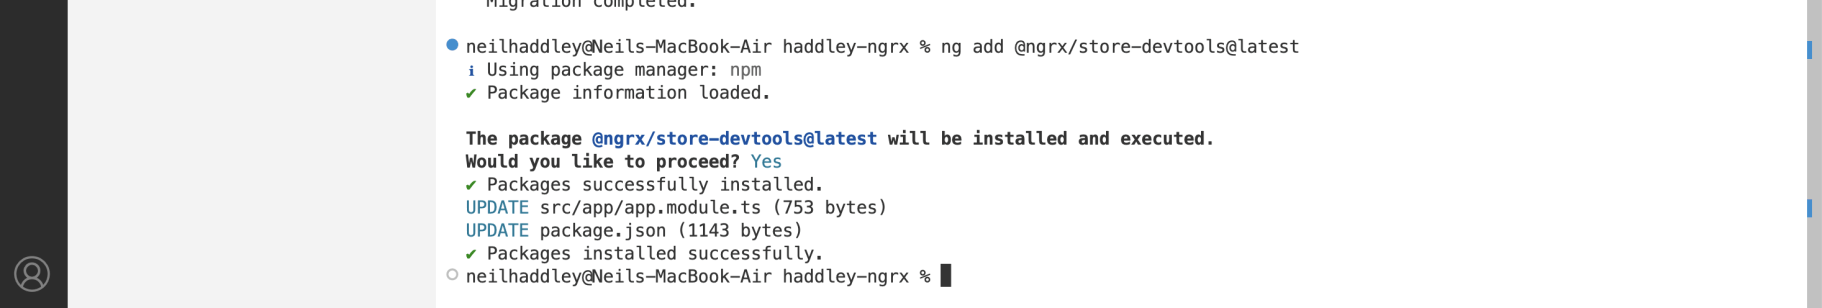 Migration completed.
neilhaddley@Neils-MacBook-Air haddley-ngrx % ng add @ngrx/store-devtools@latest
i Using package manager: npm
✔ Package information loaded.
The package @ngrx/store-devtools@latest will be installed and executed.
Would you like to proceed? Yes
✔ Packages successfully installed.
UPDATE src/app/app.module.ts (753 bytes)
UPDATE package.json (1143 bytes)
✔ Packages installed successfully.
neilhaddley@Neils-MacBook-Air haddley-ngrx %